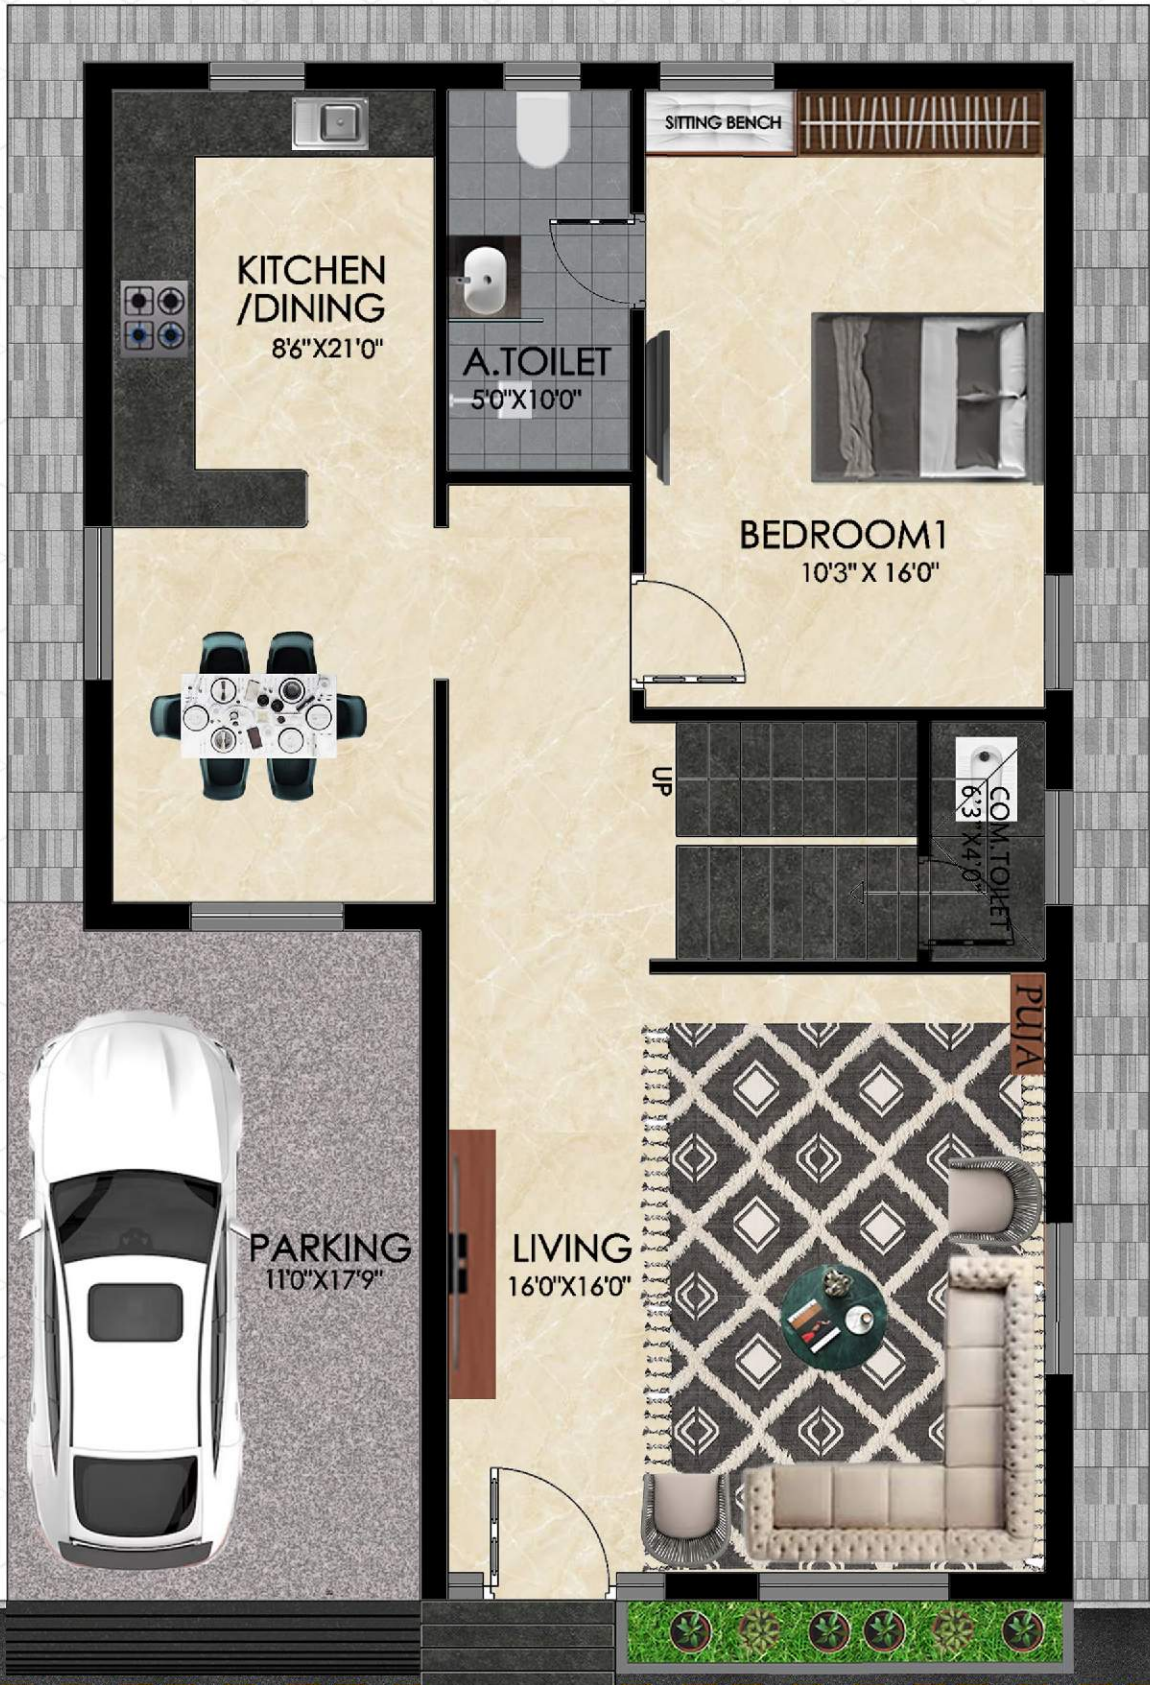 SITTING BENCH
KITCHEN
/DINING
8'6"X21'0"
A.TOILET
5'0"X10'0"
BEDROOM1
10'3" X 16'0"
UP
COM.TOILET
6'3"X4'0"
PUJA
PARKING
11'0"X17'9"
LIVING
16'0"X16'0"